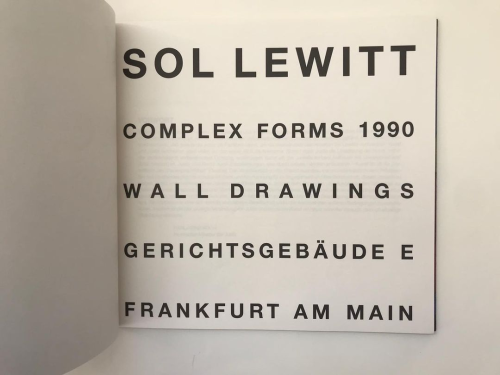 SOL LEWITT
COMPLEX FORMS 1990
WALL DRAWINGS
GERICHTSGEBÄUDE E
FRANKFURT AM MAIN